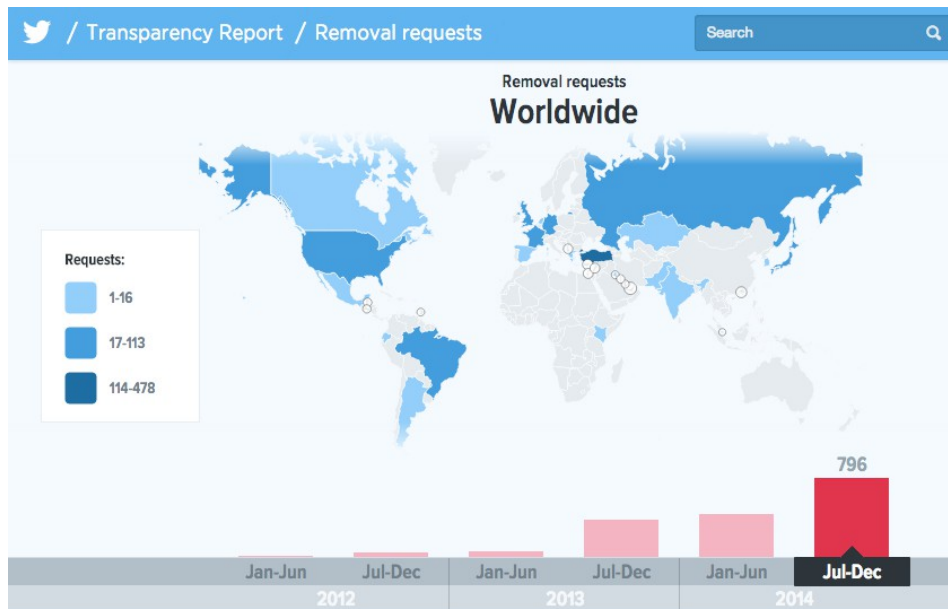 / Transparency Report / Removal requests
Search
Removal requests
Worldwide
Requests:
1-16
17-113
114-478
796
Jan-Jun
Jul-Dec
Jan-Jun
Jul-Dec
Jan-Jun
Jul-Dec
2012
2013
2014